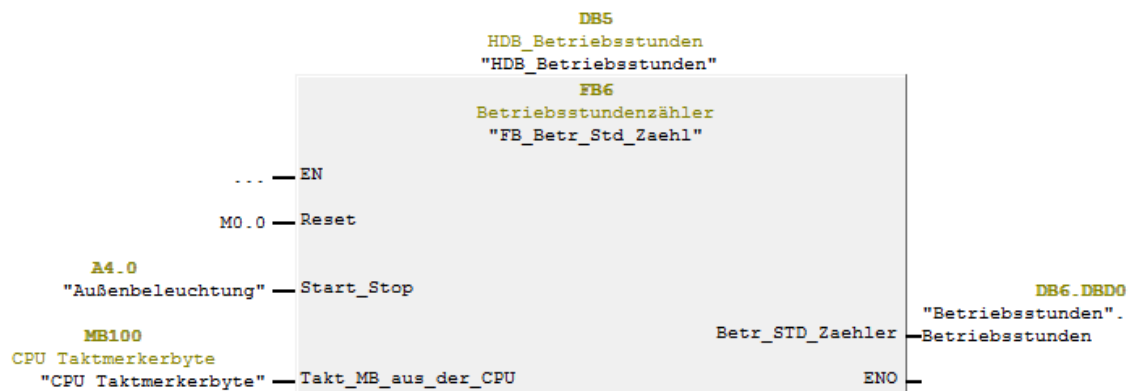 DB5
HDB_Betriebsstunden
"HDB_Betriebsstunden"
FB6
Betriebsstundenzähler
"FB_Betr_Std_Zaehl"
... EN
M0.0 Reset
A4.0
"Außenbeleuchtung" Start_Stop
DB6.DBD0
"Betriebsstunden".
MB100
Betr_STD_Zaehler Betriebsstunden
CPU Taktmerkerbyte
"CPU Taktmerkerbyte" Takt_MB_aus_der_CPU ENO